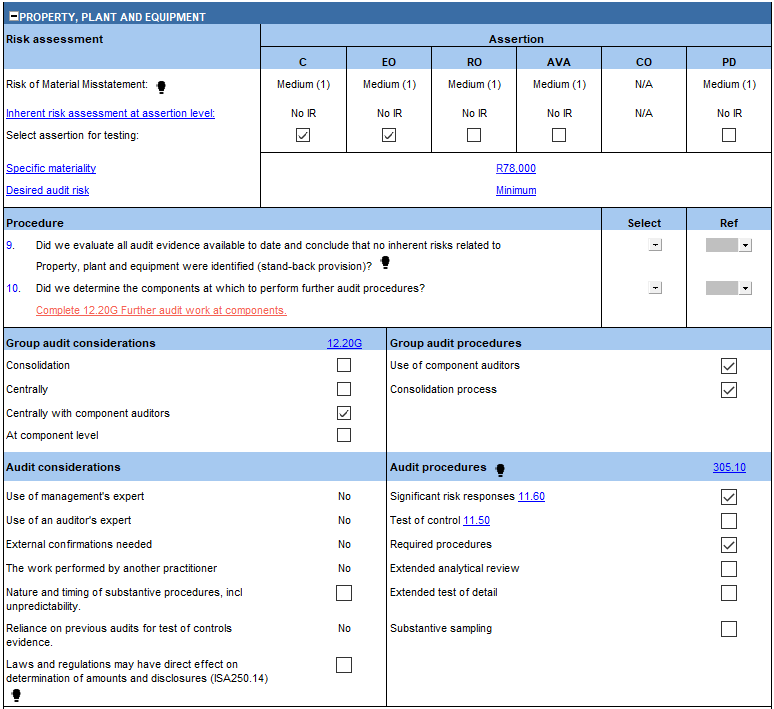 PROPERTY, PLANT AND EQUIPMENT
Risk assessment
Assertion
C EO RO AVA CO PD
Risk of Material Misstatement: Medium (1) Medium (1) Medium (1) Medium (1) N/A Medium (1)
Inherent risk assessment at assertion level: No IR No IR No IR No IR N/A No IR
Select assertion for testing:
Specific materiality R78,000
Desired audit risk Minimum
Procedure Select Ref
9. Did we evaluate all audit evidence available to date and conclude that no inherent risks related to
Property, plant and equipment were identified (stand-back provision)?
10. Did we determine the components at which to perform further audit procedures?
Complete 12.20G Further audit work at components.
Group audit considerations 12.20G Group audit procedures
Consolidation Use of component auditors
Centrally Consolidation process
Centrally with component auditors
At component level
Audit considerations Audit procedures 305.10
Use of management's expert No Significant risk responses 11.60
Use of an auditor's expert No Test of control 11.50
External confirmations needed No Required procedures
The work performed by another practitioner No Extended analytical review
Nature and timing of substantive procedures, incl Extended test of detail
unpredictability.
Reliance on previous audits for test of controls No Substantive sampling
evidence.
Laws and regulations may have direct effect on
determination of amounts and disclosures (ISA250.14)